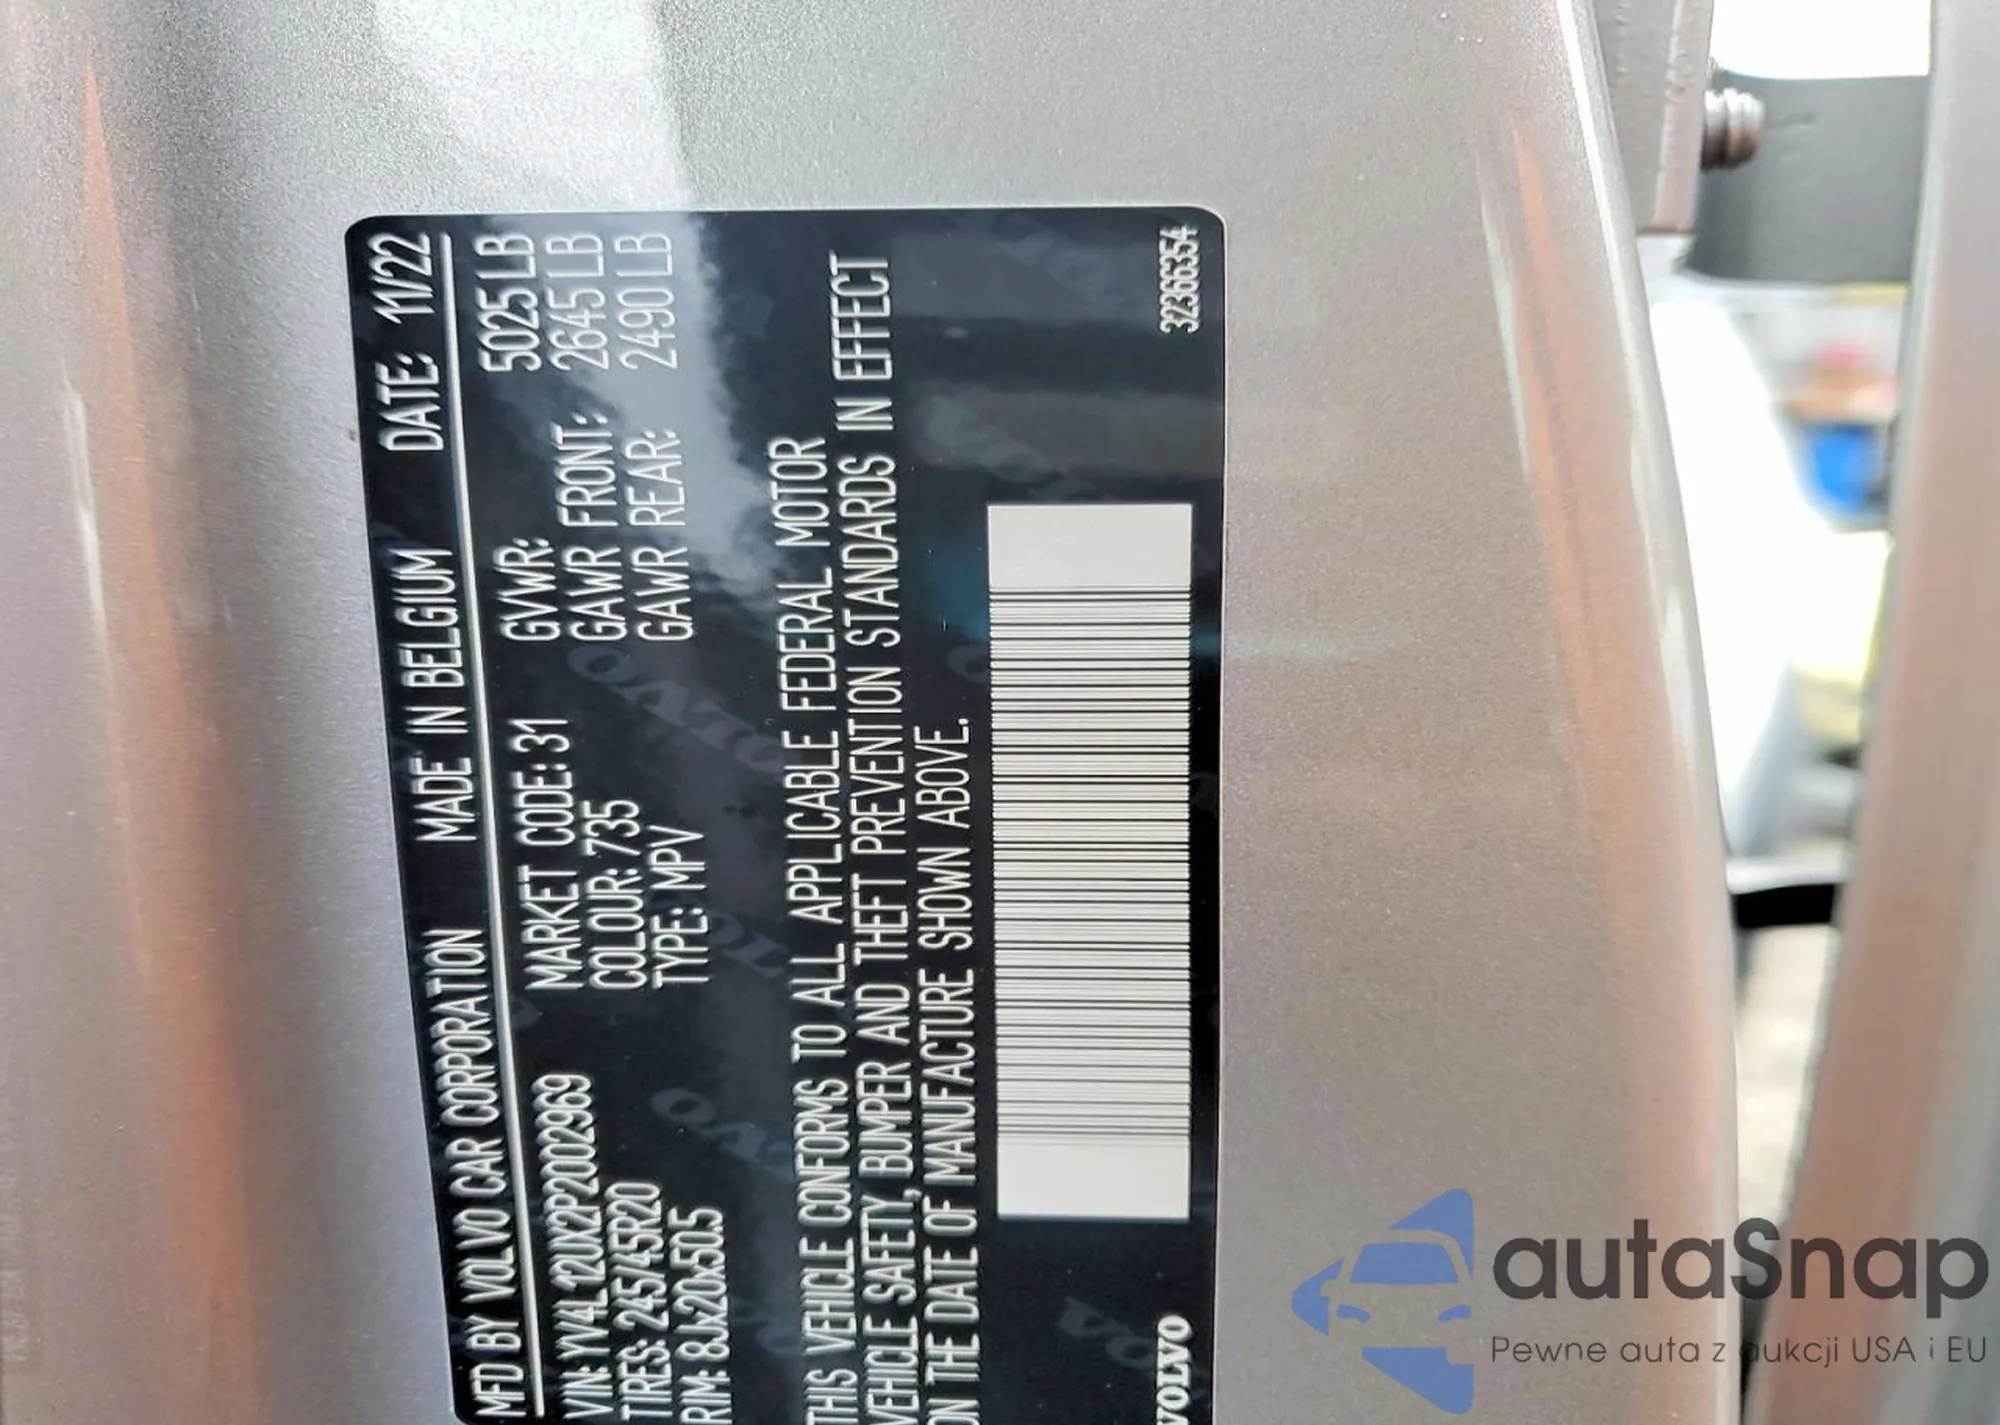 MFD BY VOLVO CAR CORPORATION MADE IN BELGIUM DATE: 11/22
VIN: YV4L12UX2P2002969 MARKET CODE: 31 GVWR: 5025 LB
TIRES: 245/45R20 COLOUR: 735 GAWR FRONT: 2645 LB
RIM: 8Jx20x50.5 TYPE: MPV GAWR REAR: 2490 LB
THIS VEHICLE CONFORMS TO ALL APPLICABLE FEDERAL MOTOR
VEHICLE SAFETY, BUMPER AND THEFT PREVENTION STANDARDS IN EFFECT
ON THE DATE OF MANUFACTURE SHOWN ABOVE.
VOLVO 32366354
autaSnap
Pewne auta z aukcji USA i EU